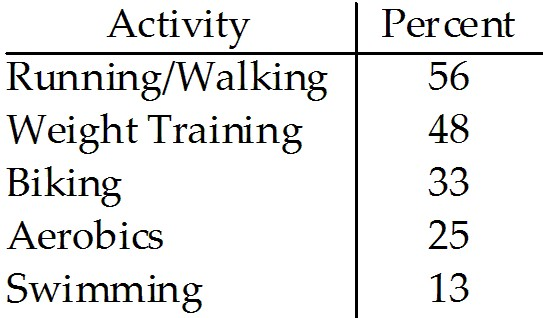 Activity Percent
Running/Walking 56
Weight Training 48
Biking 33
Aerobics 25
Swimming 13